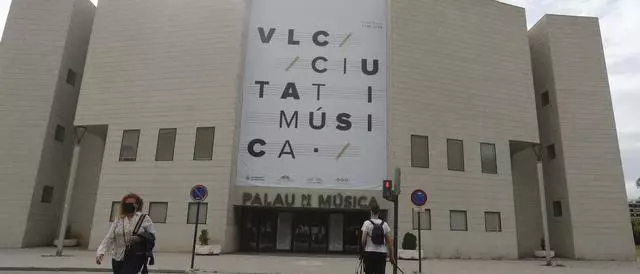 VLC/
/CIU
TATI
MÚSI
CA·/
PALAU DE LA MÚSICA